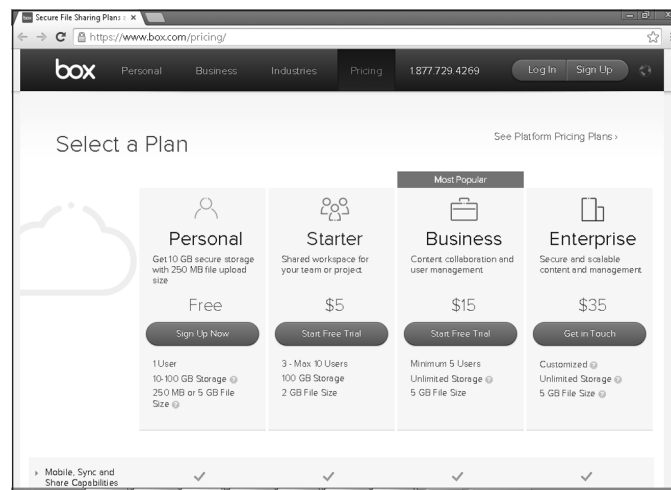 box Secure File Sharing Plans
https://www.box.com/pricing/
box Personal Business Industries Pricing 1.877.729.4269 Log In Sign Up
Select a Plan
See Platform Pricing Plans ›
Most Popular
Personal
Get 10 GB secure storage
with 250 MB file upload
size
Free
Sign Up Now
1 User
10-100 GB Storage ?
250 MB or 5 GB File
Size ?
Starter
Shared workspace for
your team or project
$5
Start Free Trial
3 - Max 10 Users
100 GB Storage
2 GB File Size
Business
Content collaboration and
user management
$15
Start Free Trial
Minimum 5 Users
Unlimited Storage ?
5 GB File Size
Enterprise
Secure and scalable
content and management
$35
Get in Touch
Customized ?
Unlimited Storage ?
5 GB File Size ?
Mobile, Sync and
Share Capabilities